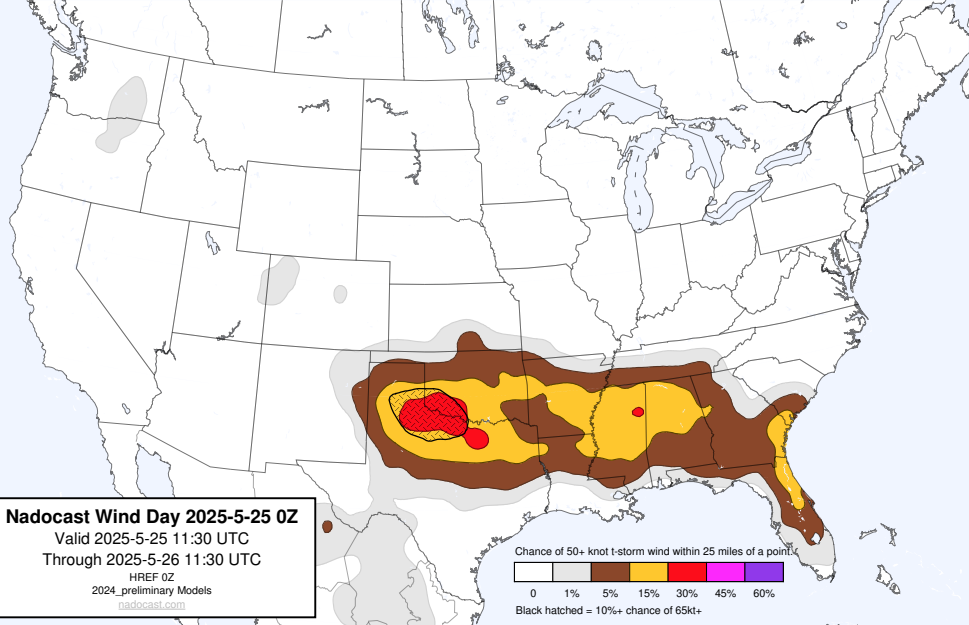 Nadocast Wind Day 2025-5-25 0Z
Valid 2025-5-25 11:30 UTC
Through 2025-5-26 11:30 UTC
HREF 0Z
2024_preliminary Models
nadocast.com
Chance of 50+ knot t-storm wind within 25 miles of a point.
0 1% 5% 15% 30% 45% 60%
Black hatched = 10%+ chance of 65kt+